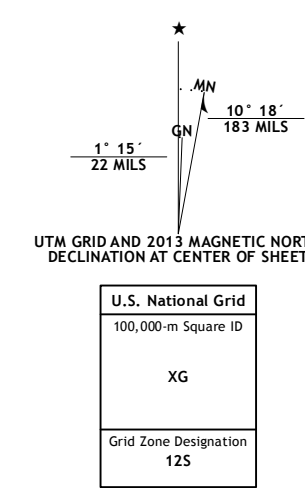 MN
GN
10° 18´
183 MILS
1° 15´
22 MILS
UTM GRID AND 2013 MAGNETIC NORT
DECLINATION AT CENTER OF SHEET
U.S. National Grid
100,000-m Square ID
XG
Grid Zone Designation
12S